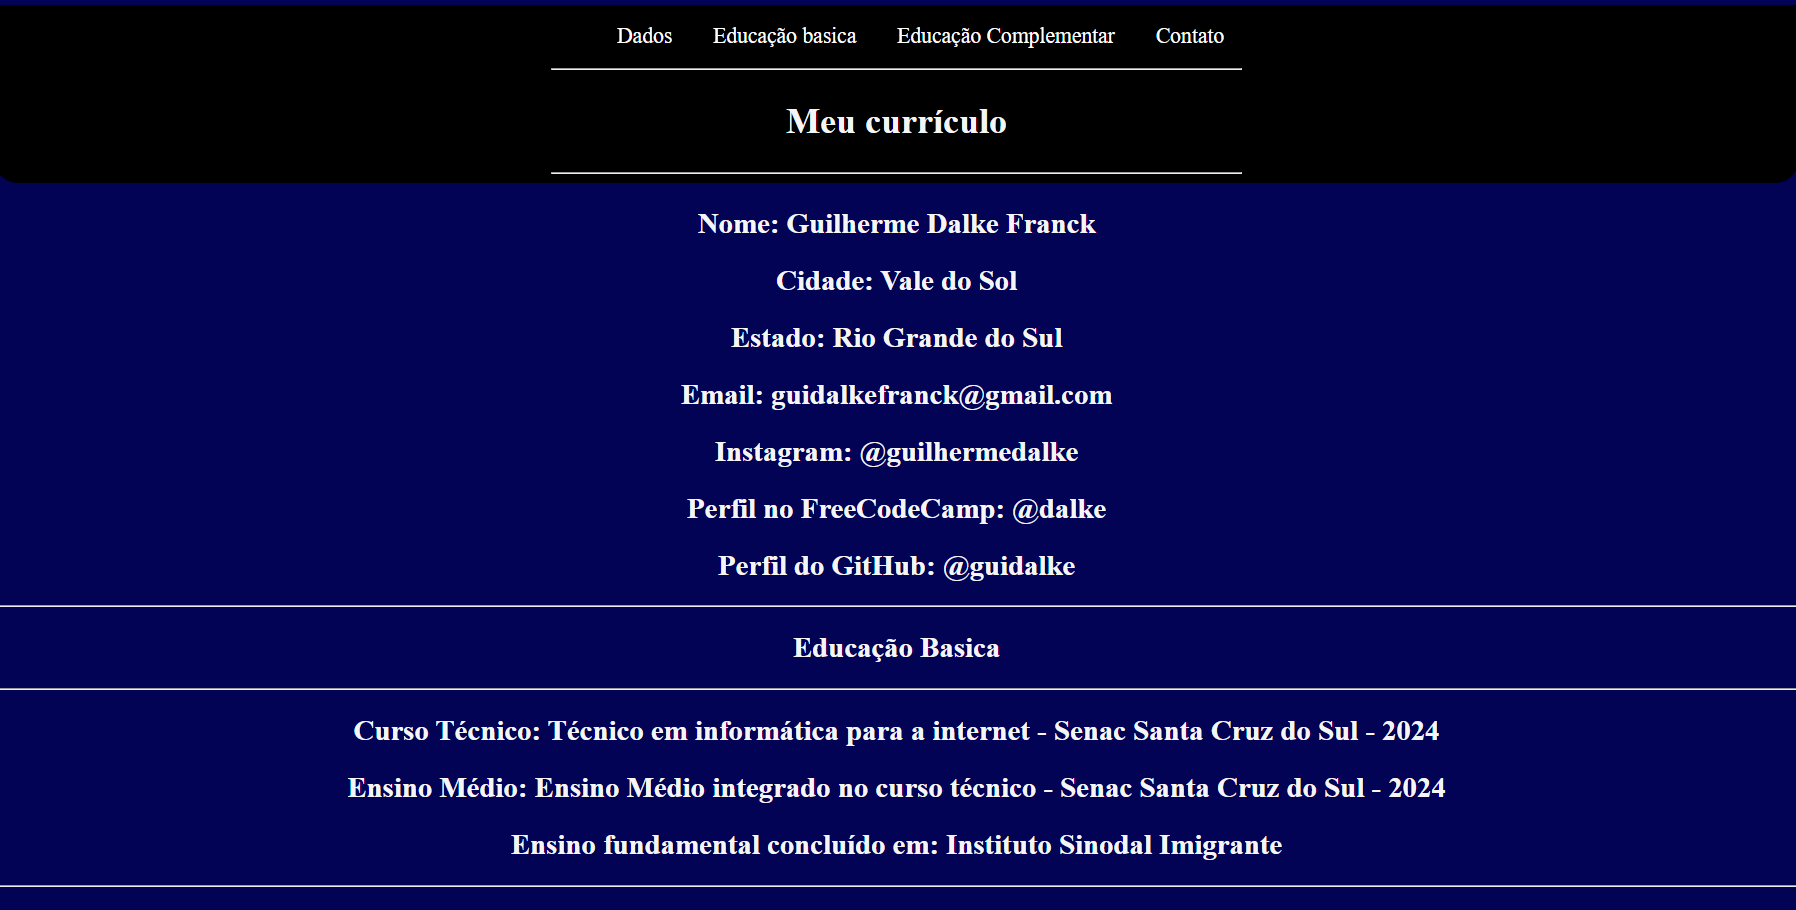 Dados Educação basica Educação Complementar Contato
Meu currículo
Nome: Guilherme Dalke Franck
Cidade: Vale do Sol
Estado: Rio Grande do Sul
Email: guidalkefranck@gmail.com
Instagram: @guilhermedalke
Perfil no FreeCodeCamp: @dalke
Perfil do GitHub: @guidalke
Educação Basica
Curso Técnico: Técnico em informática para a internet - Senac Santa Cruz do Sul - 2024
Ensino Médio: Ensino Médio integrado no curso técnico - Senac Santa Cruz do Sul - 2024
Ensino fundamental concluído em: Instituto Sinodal Imigrante